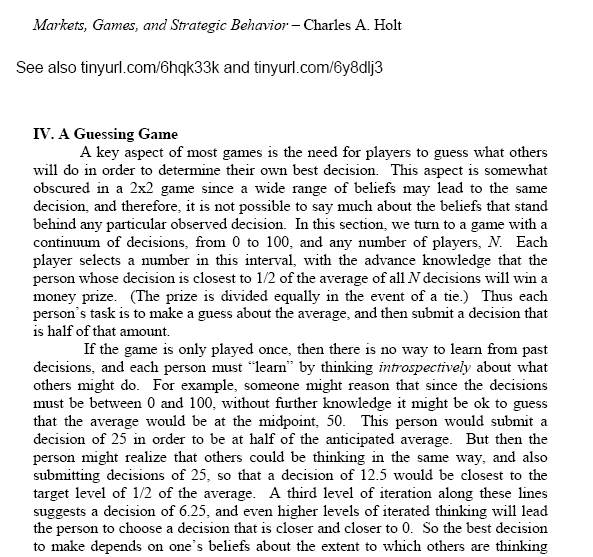 Markets, Games, and Strategic Behavior – Charles A. Holt
See also tinyurl.com/6hqk33k and tinyurl.com/6y8dlj3
IV. A Guessing Game
A key aspect of most games is the need for players to guess what others
will do in order to determine their own best decision. This aspect is somewhat
obscured in a 2x2 game since a wide range of beliefs may lead to the same
decision, and therefore, it is not possible to say much about the beliefs that stand
behind any particular observed decision. In this section, we turn to a game with a
continuum of decisions, from 0 to 100, and any number of players, N. Each
player selects a number in this interval, with the advance knowledge that the
person whose decision is closest to 1/2 of the average of all N decisions will win a
money prize. (The prize is divided equally in the event of a tie.) Thus each
person's task is to make a guess about the average, and then submit a decision that
is half of that amount.
If the game is only played once, then there is no way to learn from past
decisions, and each person must “learn” by thinking introspectively about what
others might do. For example, someone might reason that since the decisions
must be between 0 and 100, without further knowledge it might be ok to guess
that the average would be at the midpoint, 50. This person would submit a
decision of 25 in order to be at half of the anticipated average. But then the
person might realize that others could be thinking in the same way, and also
submitting decisions of 25, so that a decision of 12.5 would be closest to the
target level of 1/2 of the average. A third level of iteration along these lines
suggests a decision of 6.25, and even higher levels of iterated thinking will lead
the person to choose a decision that is closer and closer to 0. So the best decision
to make depends on one's beliefs about the extent to which others are thinking